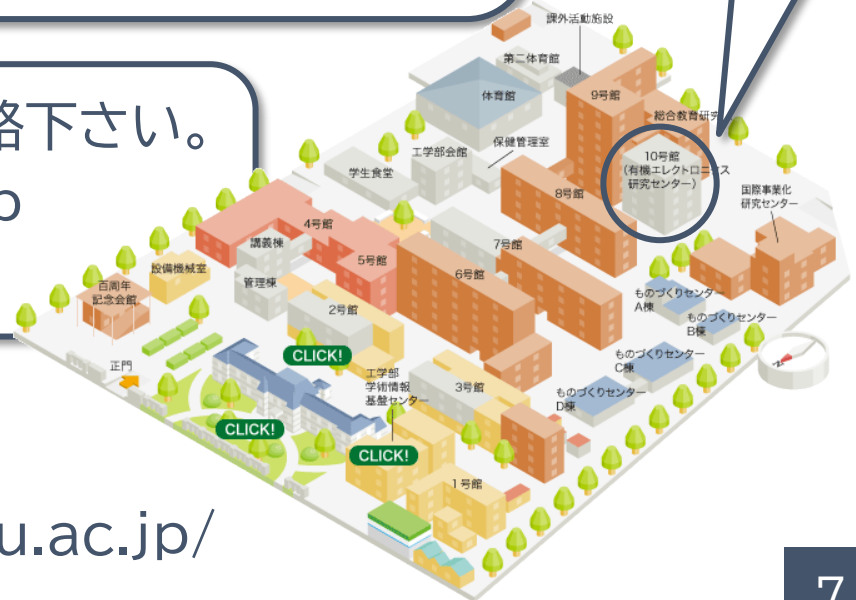 課外活動施設
第二体育館
体育館
9号館
総合教育研究
工学部会館
保健管理室
10号館
(有機エレクトロニクス
研究センター)
学生食堂
8号館
国際事業化
研究センター
4号館
講義棟
7号館
5号館
6号館
設備機械室
管理棟
百周年
記念会館
2号館
ものづくりセンター
A棟
ものづくりセンター
B棟
CLICK!
正門
工学部
学術情報
基盤センター
3号館
ものづくりセンター
C棟
ものづくりセンター
D棟
CLICK!
CLICK!
1号館
絡下さい。
p
u.ac.jp/
7